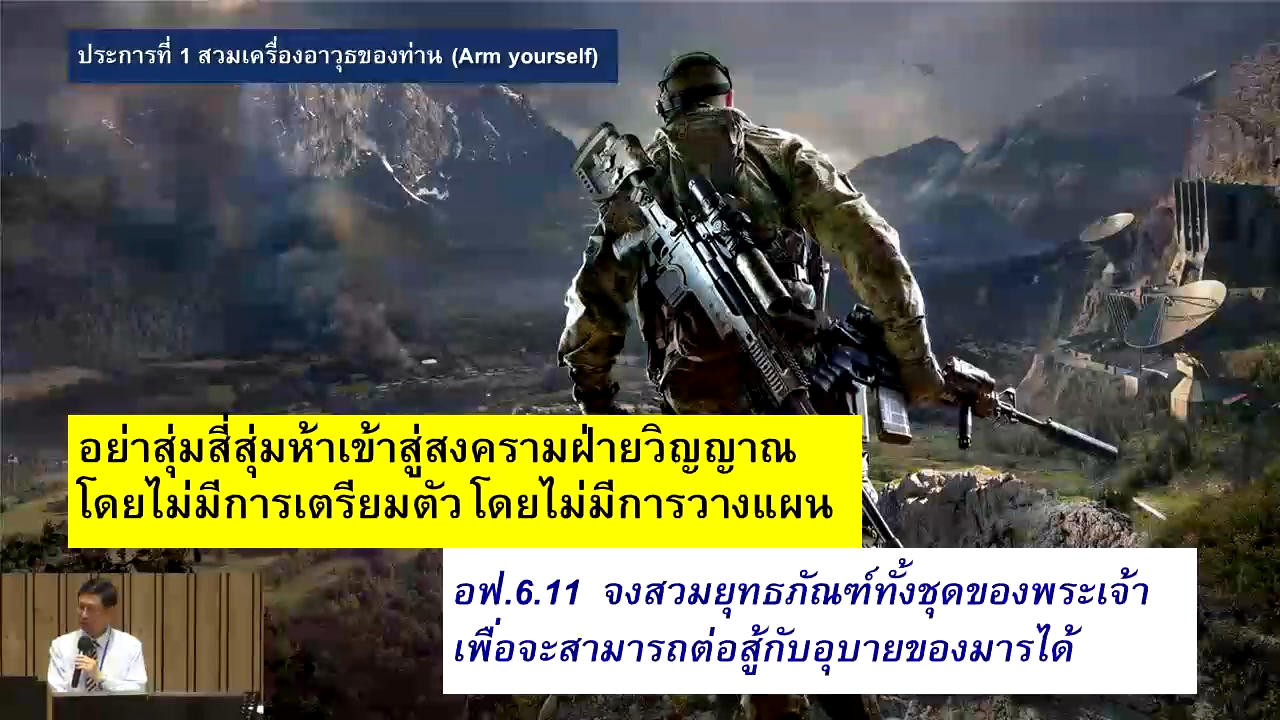 ประการที่ 1 สวมเครื่องอาวุธของท่าน (Arm yourself)
อย่าสุ่มสี่สุ่มห้าเข้าสู่สงครามฝ่ายวิญญาณ
โดยไม่มีการเตรียมตัว โดยไม่มีการวางแผน
อฟ.6.11 จงสวมยุทธภัณฑ์ทั้งชุดของพระเจ้า
เพื่อจะสามารถต่อสู้กับอุบายของมารได้